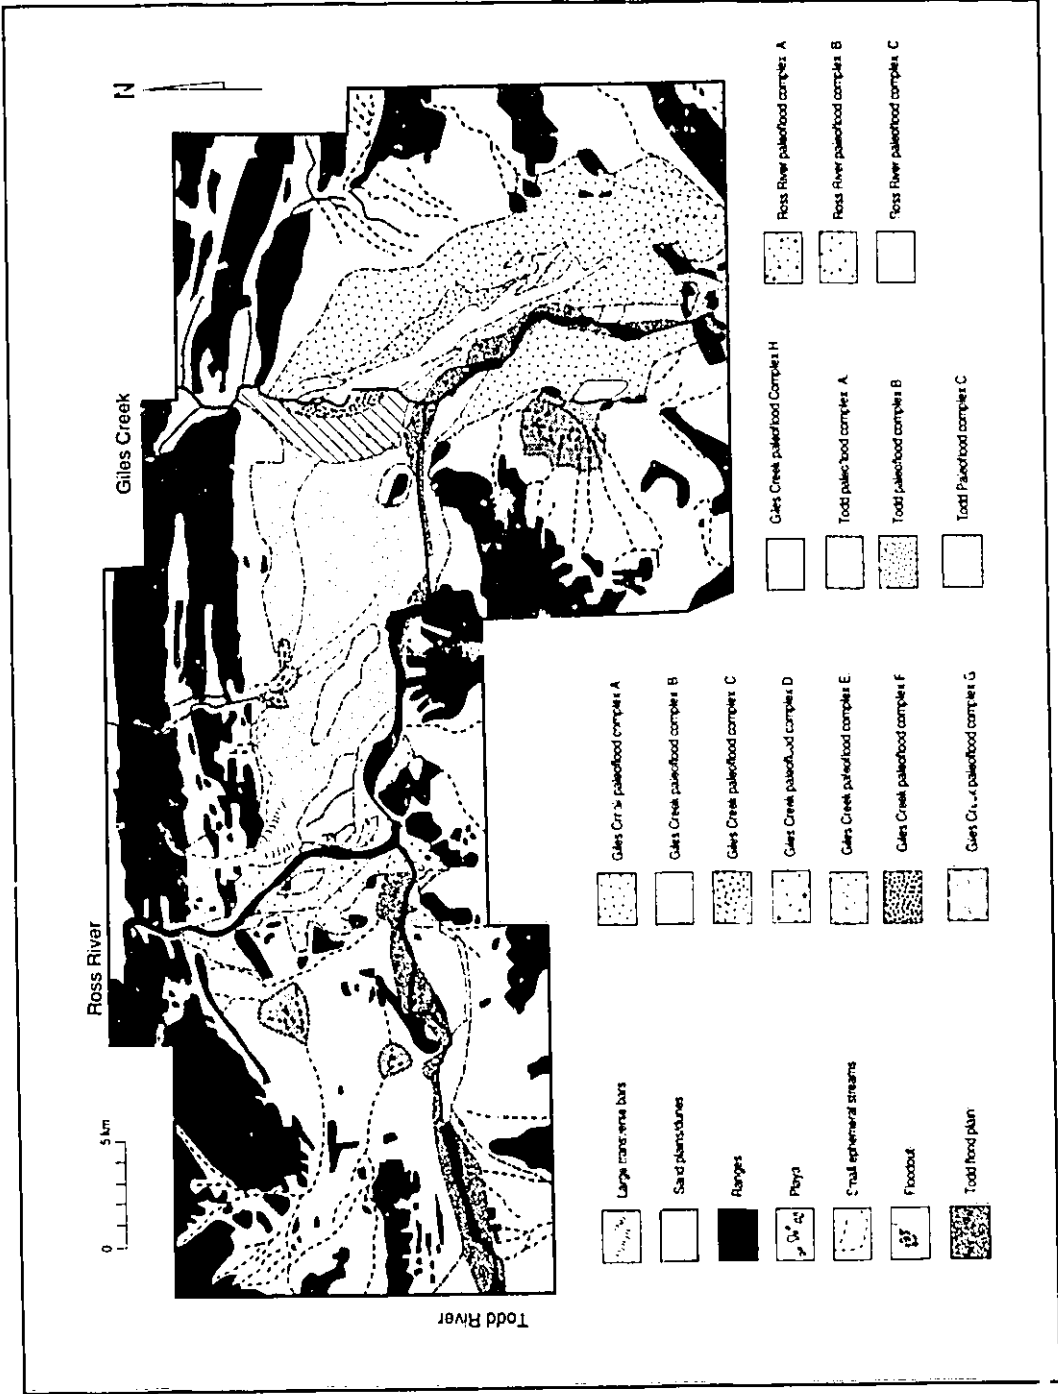 N
Giles Creek
Ross River
Todd River
0
5 km
Large transverse bars
Sand plains/dunes
Ranges
Playa
Small ephemeral streams
Floodout
Todd flood plain
Giles Creek paleoflood complex A
Giles Creek paleoflood complex B
Giles Creek paleoflood complex C
Giles Creek paleoflood complex D
Giles Creek paleoflood complex E
Giles Creek paleoflood complex F
Giles Creek paleoflood complex G
Giles Creek paleoflood Complex H
Todd paleoflood complex A
Todd paleoflood complex B
Todd Paleoflood complex C
Ross River paleoflood complex A
Ross River paleoflood complex B
Ross River paleoflood complex C